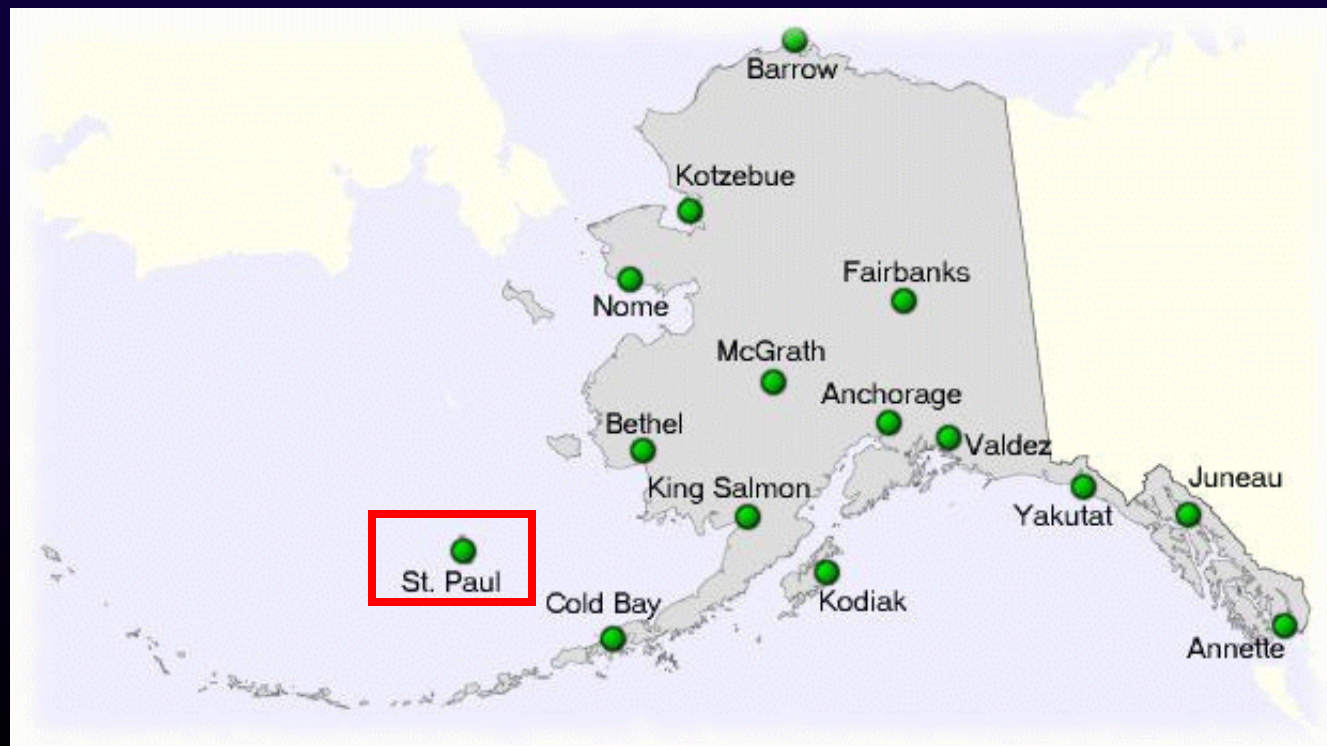 Barrow
Kotzebue
Fairbanks
Nome
McGrath
Anchorage
Bethel
Valdez
King Salmon
Juneau
Yakutat
St. Paul
Cold Bay
Kodiak
Annette